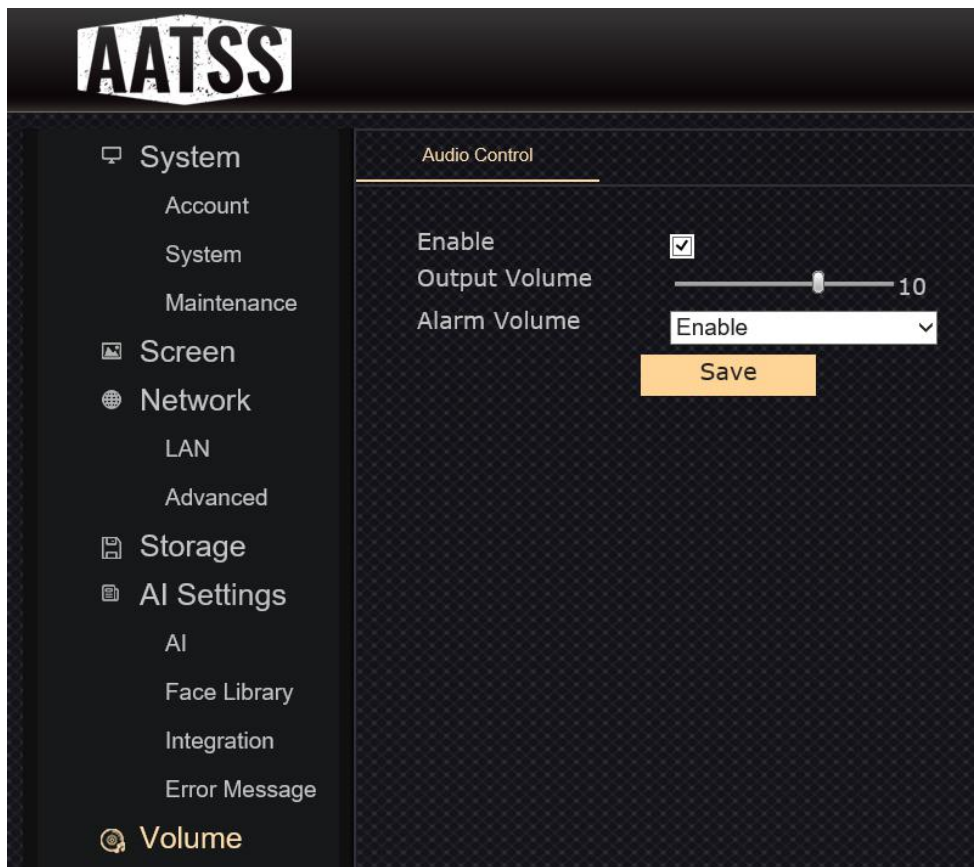 AATSS
System
Account
System
Maintenance
Screen
Network
LAN
Advanced
Storage
AI Settings
AI
Face Library
Integration
Error Message
Volume
Audio Control
Enable
Output Volume 10
Alarm Volume Enable
Save